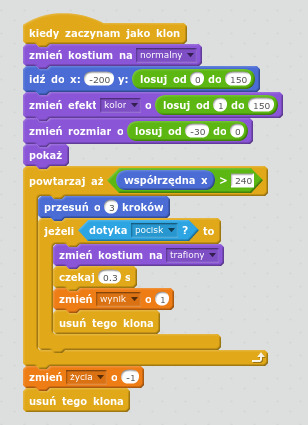 kiedy zaczynam jako klon
zmień kostium na normalny
idź do x: -200 y: losuj od 0 do 150
zmień efekt kolor o losuj od 1 do 150
zmień rozmiar o losuj od -30 do 0
pokaż
powtarzaj aż współrzędna x > 240
przesuń o 3 kroków
jeżeli dotyka pocisk ? to
zmień kostium na trafiony
czekaj 0.3 s
zmień wynik o 1
usuń tego klona
zmień życia o -1
usuń tego klona